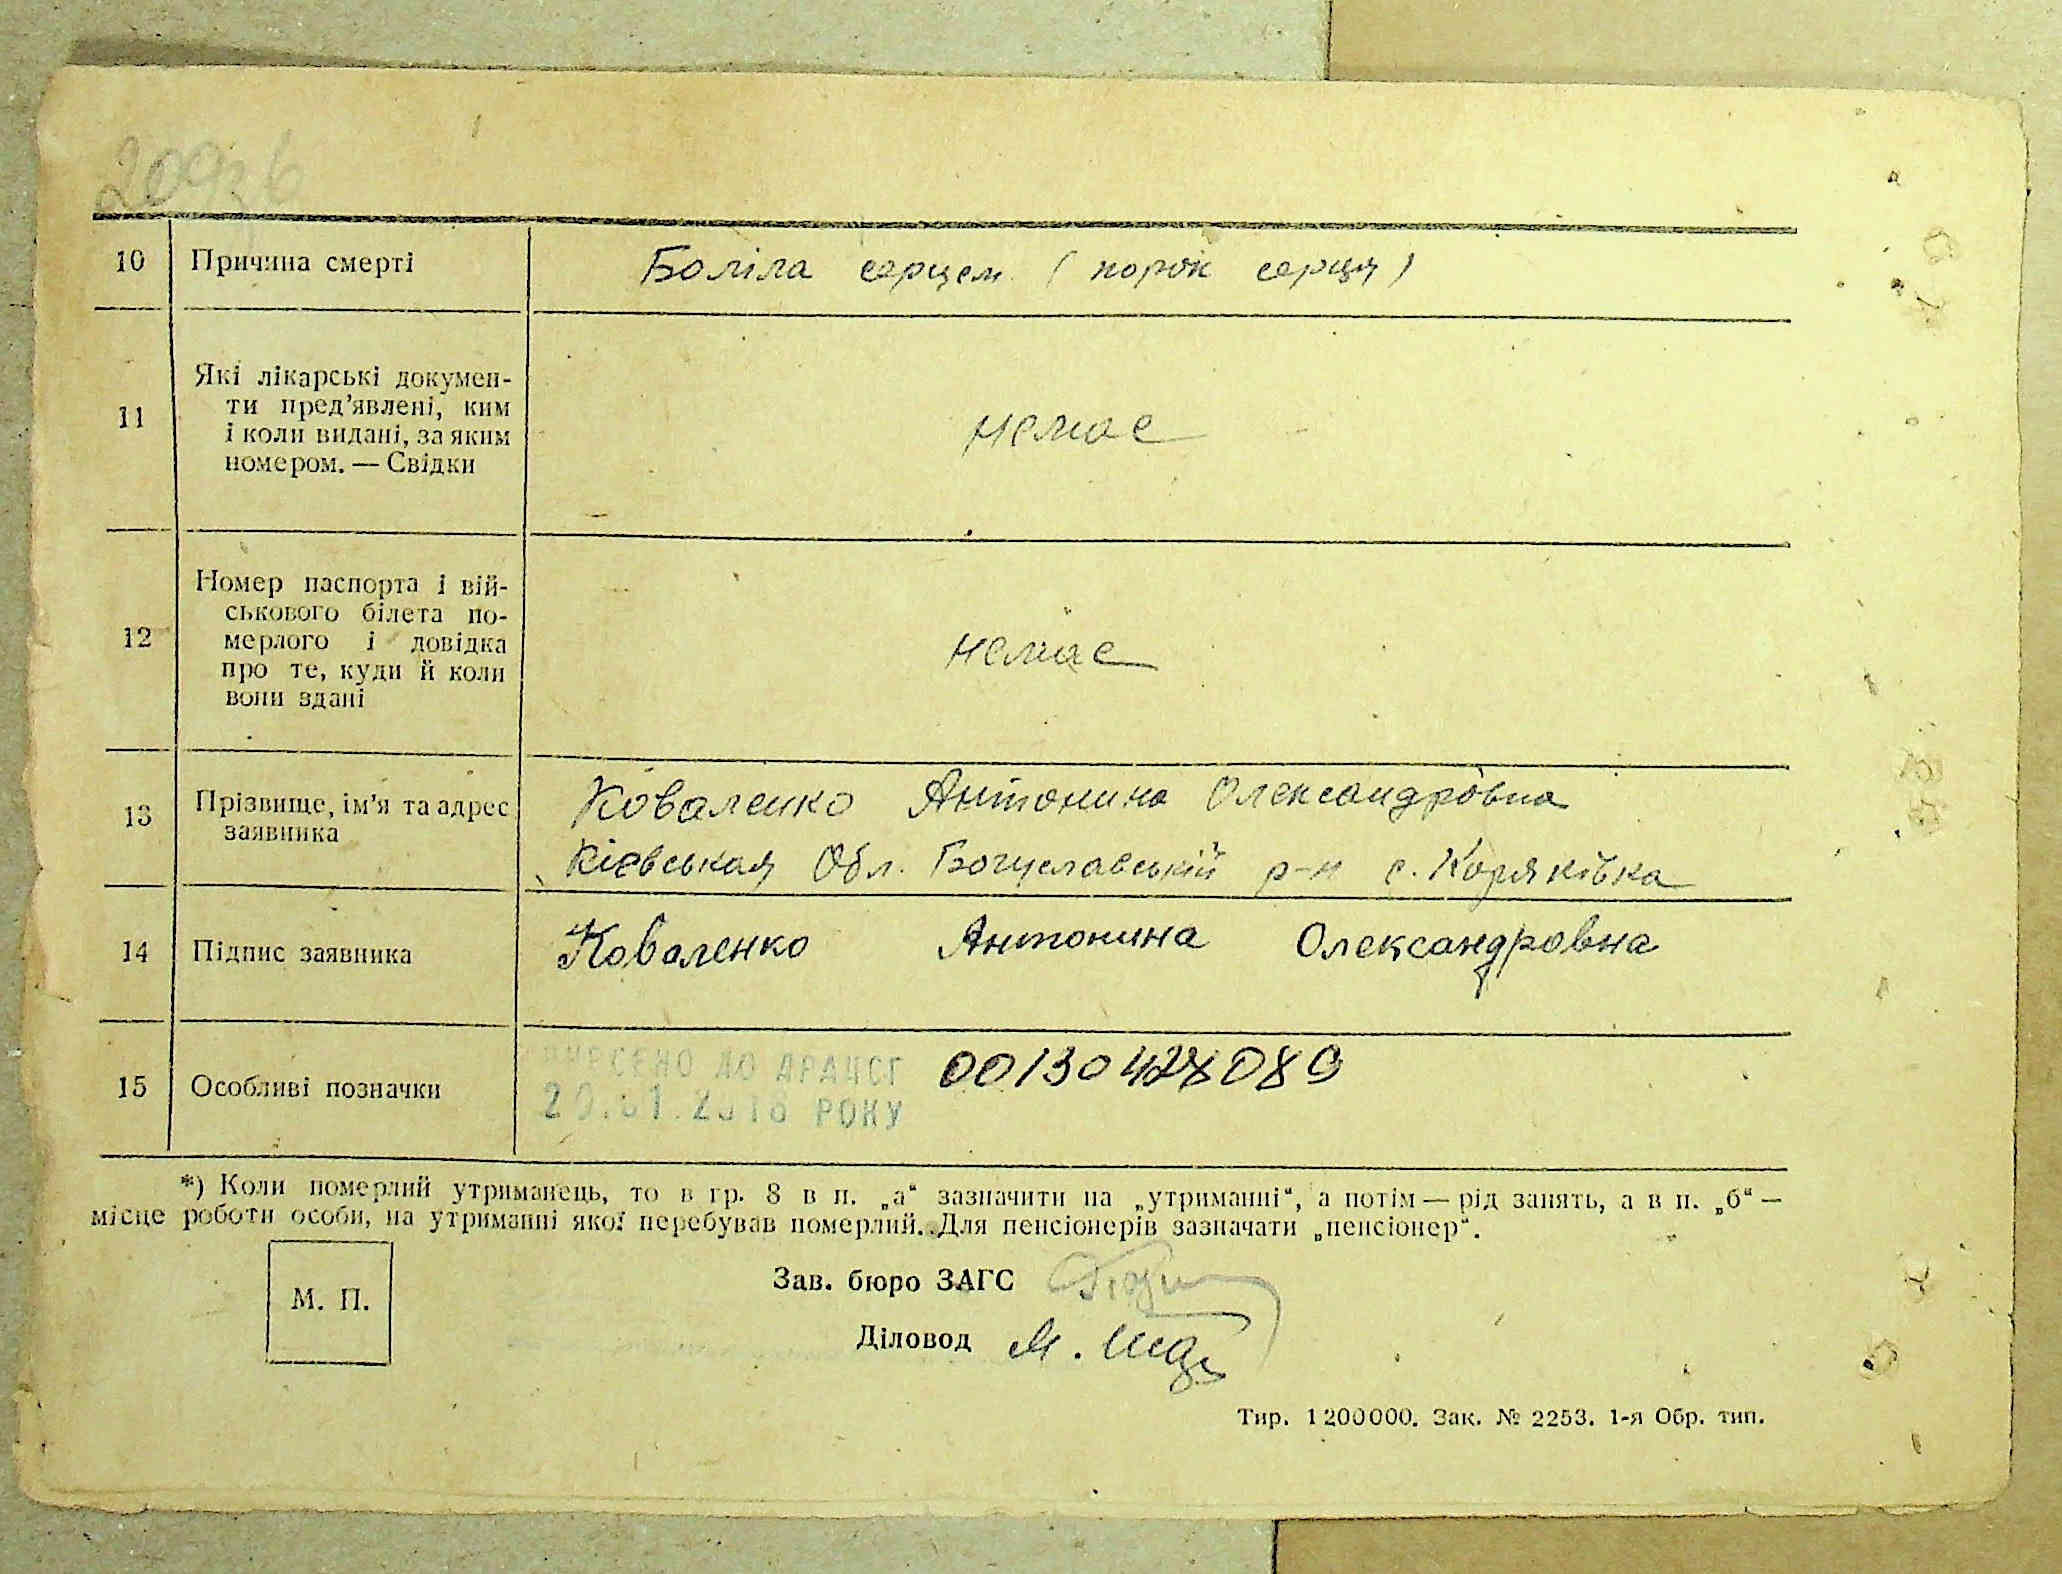 10 Причина смерті Боліла серцем (порок серця)
11 Які лікарські докумен-
ти пред'явлені, ким
і коли видані, за яким
номером. — Свідки
немає
12 Номер паспорта і вій-
ськового білета по-
мерлого і довідка
про те, куди й коли
вони здані
немає
13 Прізвище, ім'я та адрес
заявника
Коваленко Антонина Олександровна
Кієвськая Обл. Богуславський р-н с. Коряківка
14 Підпис заявника Коваленко Антонина Олександровна
15 Особливі позначки
ВНЕСЕНО ДО ДРАЦСГ 00130428089
РОКУ
*) Коли померлий утриманець, то в гр. 8 в п. „а“ зазначити на „утриманні“, а потім — рід занять, а в п. „б“ —
місце роботи особи, на утриманні якої перебував померлий. Для пенсіонерів зазначати „пенсіонер“.
М. П.
Зав. бюро ЗАГС
Діловод М.
Тир. 1200000. Зак. № 2253. 1-я Обр. тип.